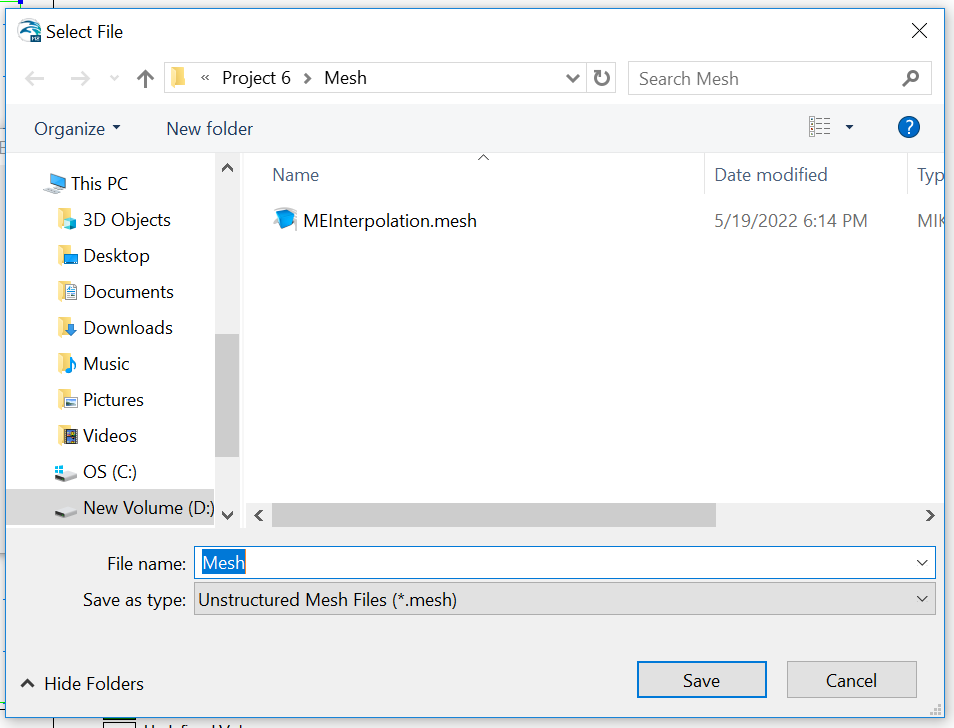 Select File
« Project 6 > Mesh
Search Mesh
Organize
New folder
?
Name
Date modified
Typ
This PC
3D Objects
Desktop
Documents
Downloads
Music
Pictures
Videos
OS (C:)
New Volume (D:)
MEInterpolation.mesh
5/19/2022 6:14 PM
MIK
File name: Mesh
Save as type: Unstructured Mesh Files (*.mesh)
Hide Folders
Save
Cancel